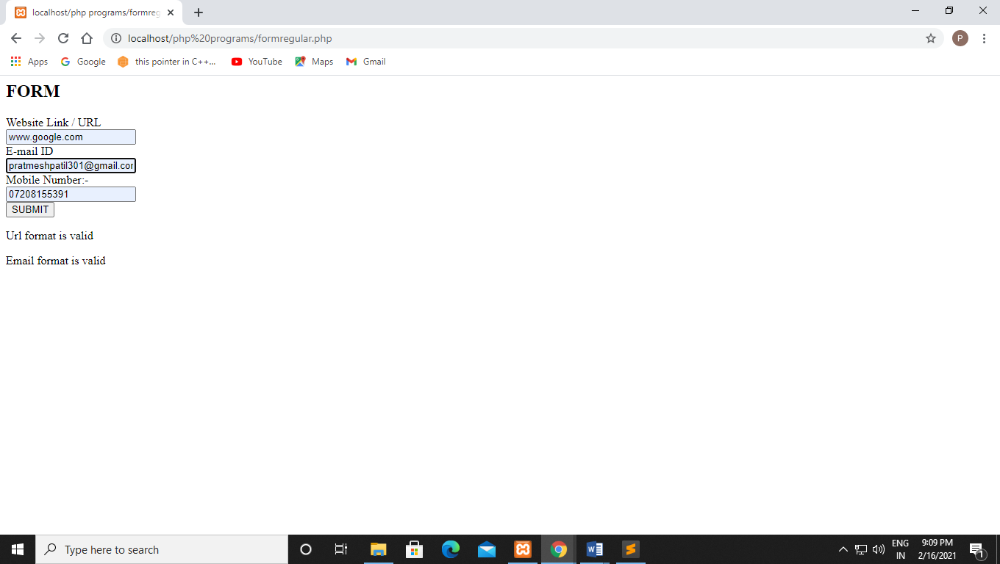 localhost/php programs/formreg
localhost/php%20programs/formregular.php
P
Apps
Google
this pointer in C++...
YouTube
Maps
Gmail
FORM
Website Link / URL
www.google.com
E-mail ID
pratmeshpatil301@gmail.com
Mobile Number:-
07208155391
SUBMIT
Url format is valid
Email format is valid
Type here to search
W
S
ENG
IN
9:09 PM
2/16/2021
1